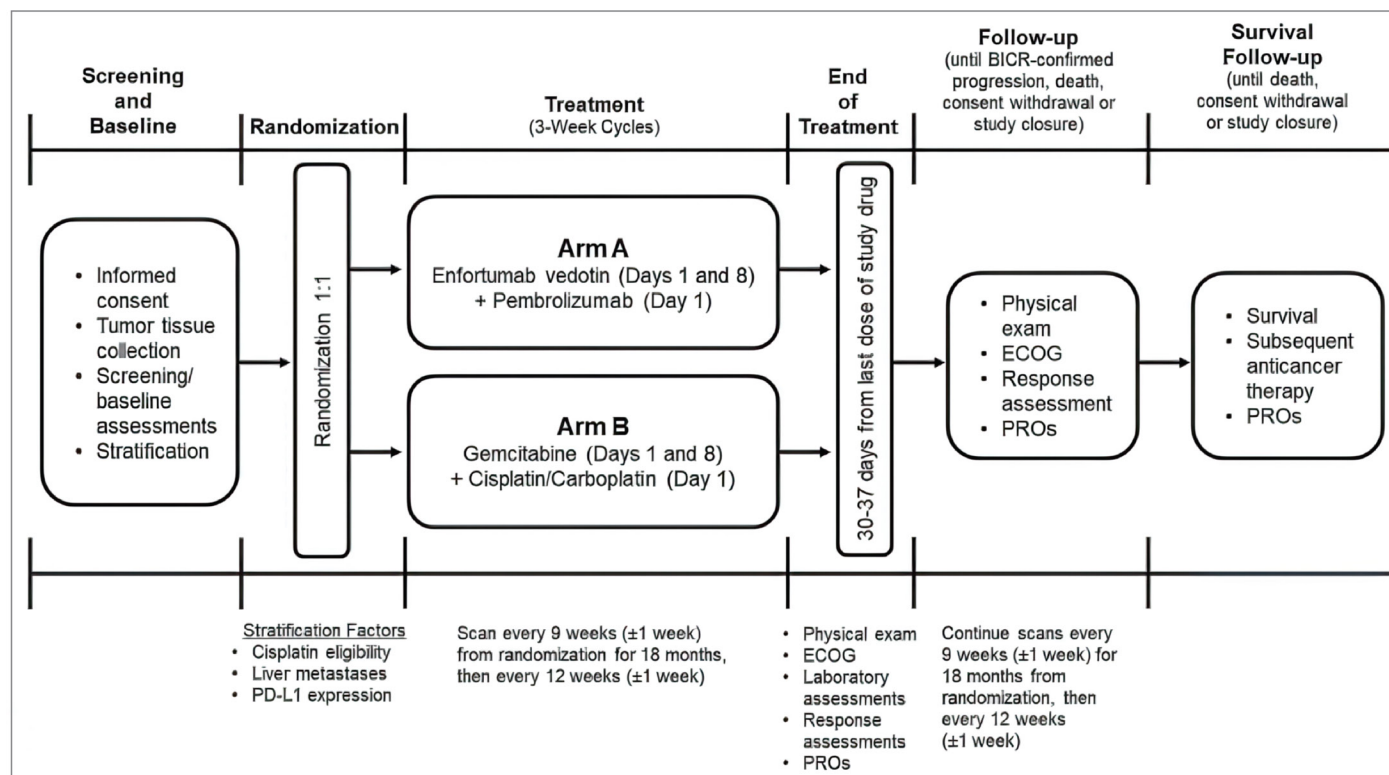 Screening
and
Baseline
Randomization
Treatment
(3-Week Cycles)
End
of
Treatment
Follow-up
(until BICR-confirmed
progression, death,
consent withdrawal or
study closure)
Survival
Follow-up
(until death,
consent withdrawal
or study closure)
• Informed
consent
• Tumor tissue
collection
• Screening/
baseline
assessments
• Stratification
Randomization 1:1
Arm A
Enfortumab vedotin (Days 1 and 8)
+ Pembrolizumab (Day 1)
Arm B
Gemcitabine (Days 1 and 8)
+ Cisplatin/Carboplatin (Day 1)
30-37 days from last dose of study drug
▪ Physical
exam
▪ ECOG
▪ Response
assessment
▪ PROs
▪ Survival
▪ Subsequent
anticancer
therapy
▪ PROs
Stratification Factors
• Cisplatin eligibility
• Liver metastases
• PD-L1 expression
Scan every 9 weeks (±1 week)
from randomization for 18 months,
then every 12 weeks (±1 week)
• Physical exam
• ECOG
• Laboratory
assessments
• Response
assessments
• PROs
Continue scans every
9 weeks (±1 week) for
18 months from
randomization, then
every 12 weeks
(±1 week)